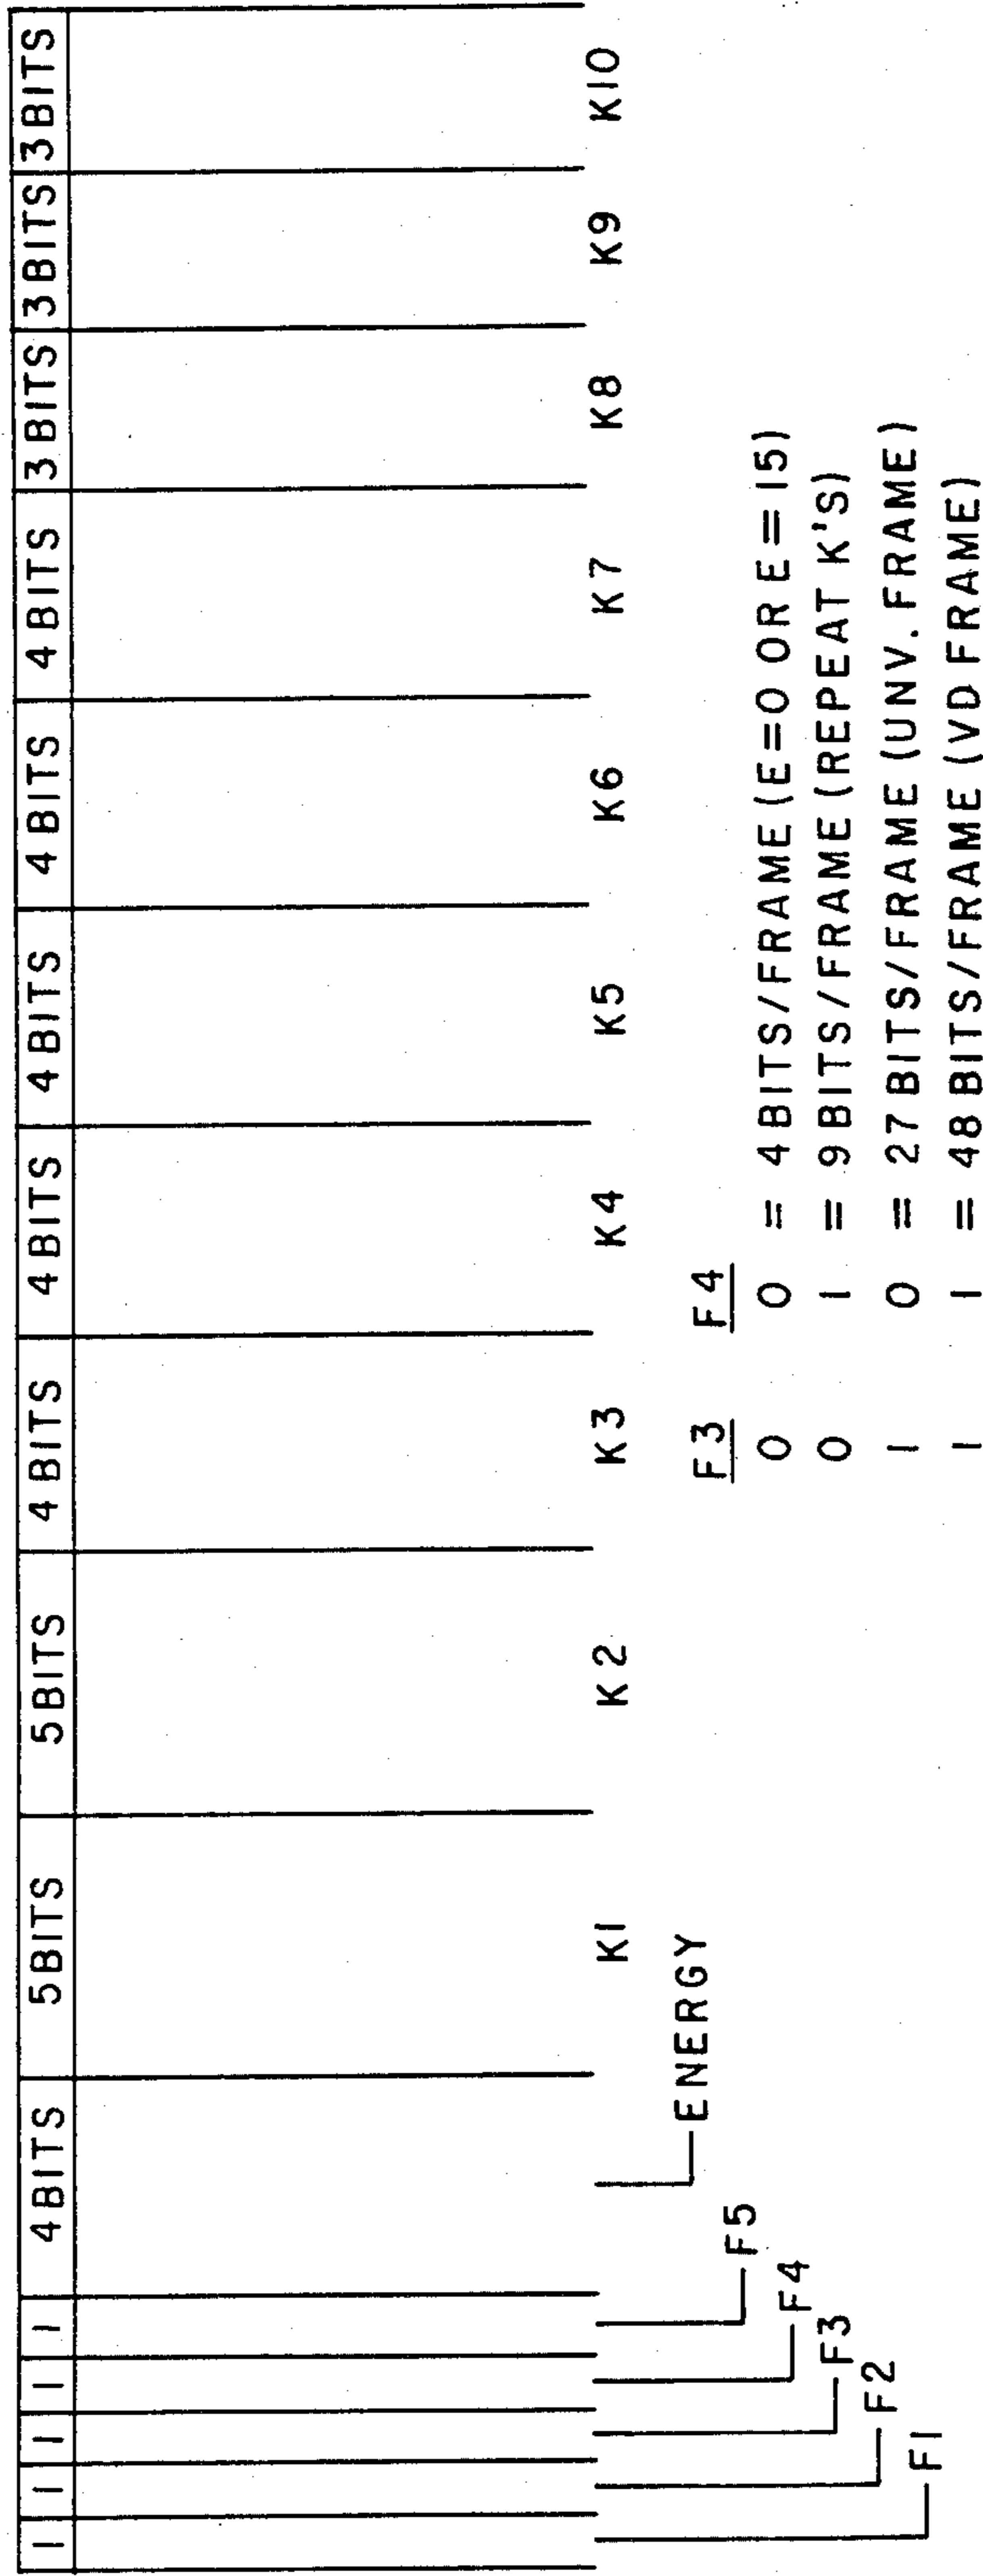 1 1 1 1 1 4 BITS 5 BITS 5 BITS 4 BITS 4 BITS 4 BITS 4 BITS 4 BITS 3 BITS 3 BITS 3 BITS
K1 K2 K3 K4 K5 K6 K7 K8 K9 K10
ENERGY
F5
F4
F3
F2
F1
F3 F4
0 0 = 4 BITS/FRAME (E=0 OR E=15)
0 1 = 9 BITS/FRAME (REPEAT K'S)
1 0 = 27 BITS/FRAME (UNV. FRAME)
1 1 = 48 BITS/FRAME (VD FRAME)